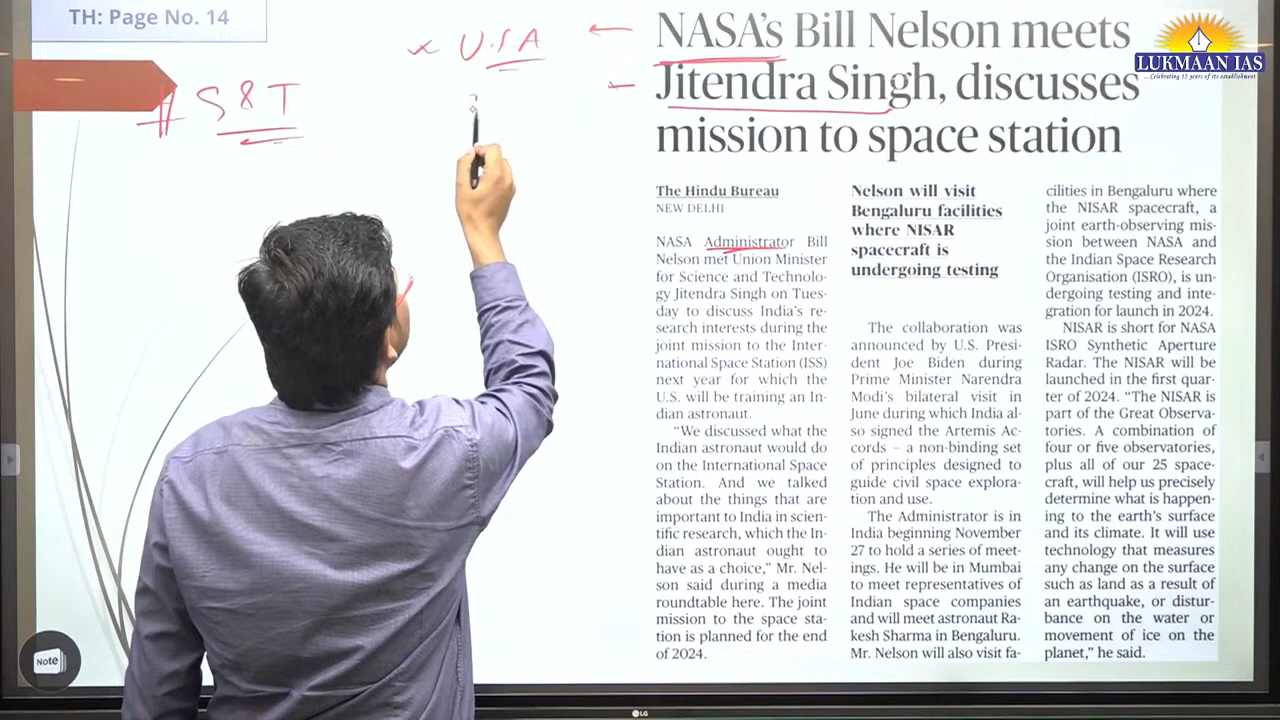 TH: Page No. 14
# S & T
U.S.A
NASA's Bill Nelson meets
Jitendra Singh, discusses
mission to space station
LUKMAAN IAS
...Celebrating 12 years of its establishment
The Hindu Bureau
NEW DELHI
NASA Administrator Bill
Nelson met Union Minister
for Science and Technolo-
gy Jitendra Singh on Tues-
day to discuss India's re-
search interests during the
joint mission to the Inter-
national Space Station (ISS)
next year for which the
U.S. will be training an In-
dian astronaut.
"We discussed what the
Indian astronaut would do
on the International Space
Station. And we talked
about the things that are
important to India in scien-
tific research, which the In-
dian astronaut ought to
have as a choice," Mr. Nel-
son said during a media
roundtable here. The joint
mission to the space sta-
tion is planned for the end
of 2024.
Nelson will visit
Bengaluru facilities
where NISAR
spacecraft is
undergoing testing
The collaboration was
announced by U.S. Presi-
dent Joe Biden during
Prime Minister Narendra
Modi's bilateral visit in
June during which India al-
so signed the Artemis Ac-
cords – a non-binding set
of principles designed to
guide civil space explora-
tion and use.
The Administrator is in
India beginning November
27 to hold a series of meet-
ings. He will be in Mumbai
to meet representatives of
Indian space companies
and will meet astronaut Ra-
kesh Sharma in Bengaluru.
Mr. Nelson will also visit fa-
cilities in Bengaluru where
the NISAR spacecraft, a
joint earth-observing mis-
sion between NASA and
the Indian Space Research
Organisation (ISRO), is un-
dergoing testing and inte-
gration for launch in 2024.
NISAR is short for NASA
ISRO Synthetic Aperture
Radar. The NISAR will be
launched in the first quar-
ter of 2024. "The NISAR is
part of the Great Observa-
tories. A combination of
four or five observatories,
plus all of our 25 space-
craft, will help us precisely
determine what is happen-
ing to the earth's surface
and its climate. It will use
technology that measures
any change on the surface
such as land as a result of
an earthquake, or distur-
bance on the water or
movement of ice on the
planet," he said.
Note
LG